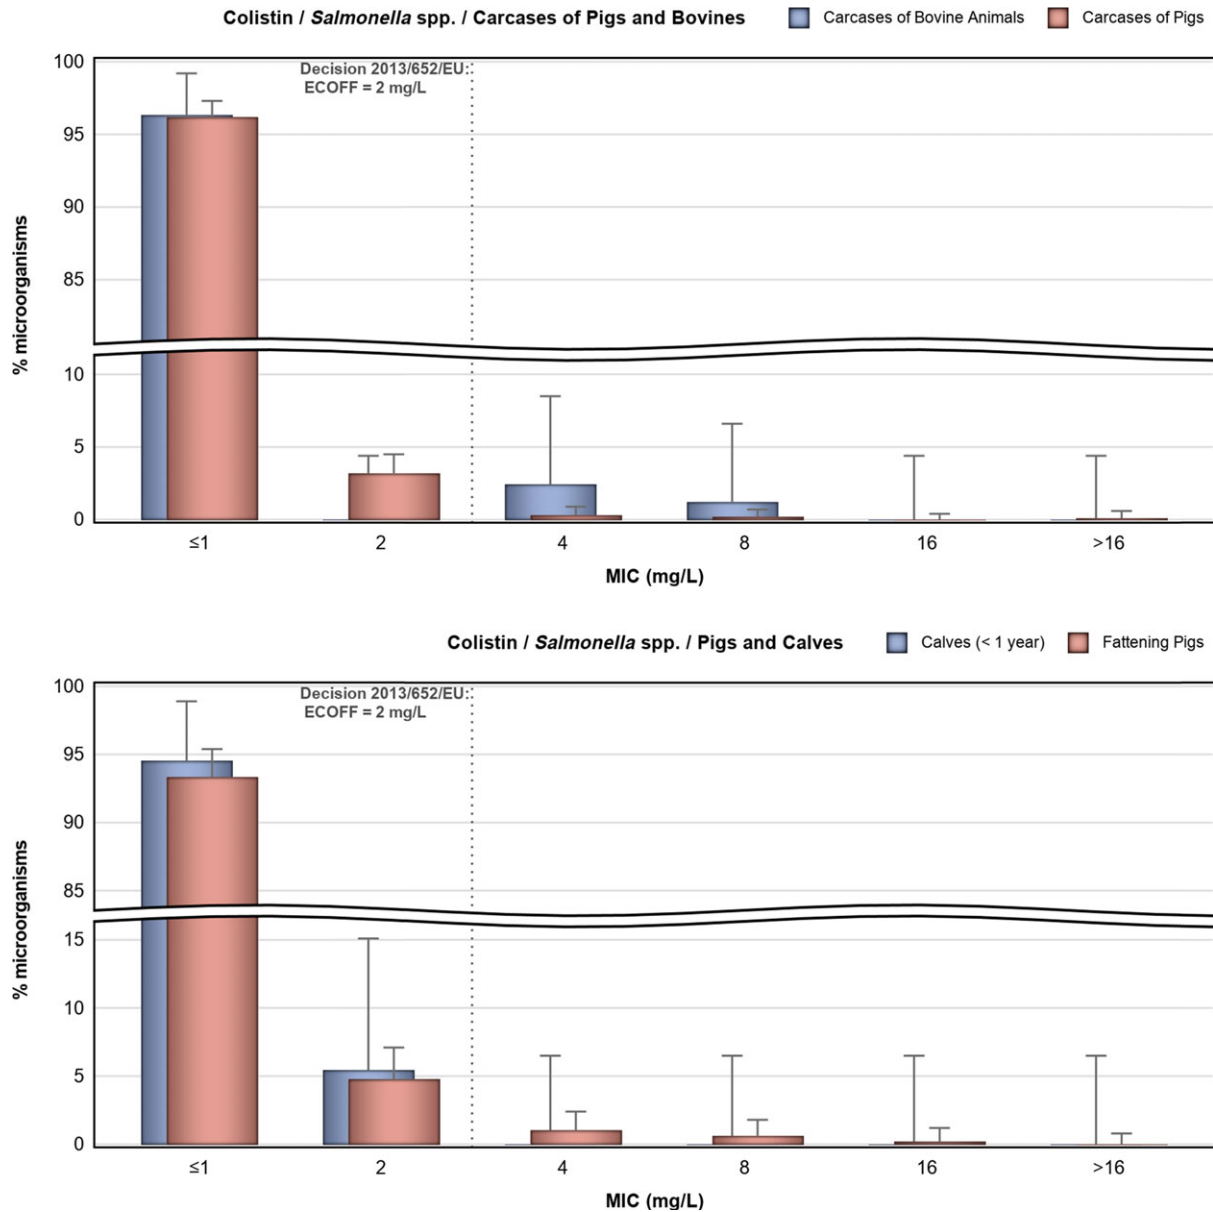 Colistin / Salmonella spp. / Carcases of Pigs and Bovines
Carcases of Bovine Animals
Carcases of Pigs
100
Decision 2013/652/EU:
ECOFF = 2 mg/L
95
90
85
10
5
0
% microorganisms
≤1
2
4
8
16
>16
MIC (mg/L)
Colistin / Salmonella spp. / Pigs and Calves
Calves (< 1 year)
Fattening Pigs
100
Decision 2013/652/EU:
ECOFF = 2 mg/L
95
90
85
15
10
5
0
% microorganisms
≤1
2
4
8
16
>16
MIC (mg/L)